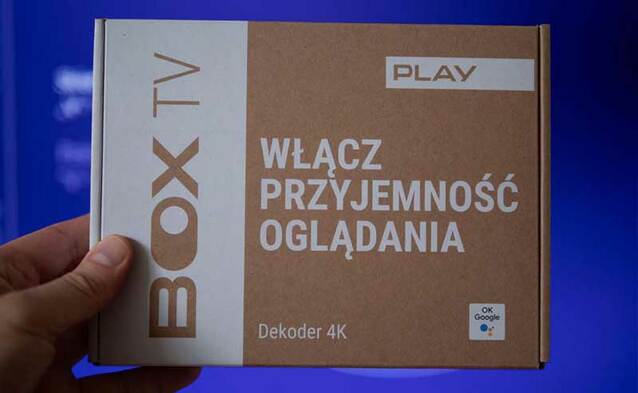 BOX TV
PLAY
WŁĄCZ
PRZYJEMNOŚĆ
OGLĄDANIA
Dekoder 4K
OK
Google